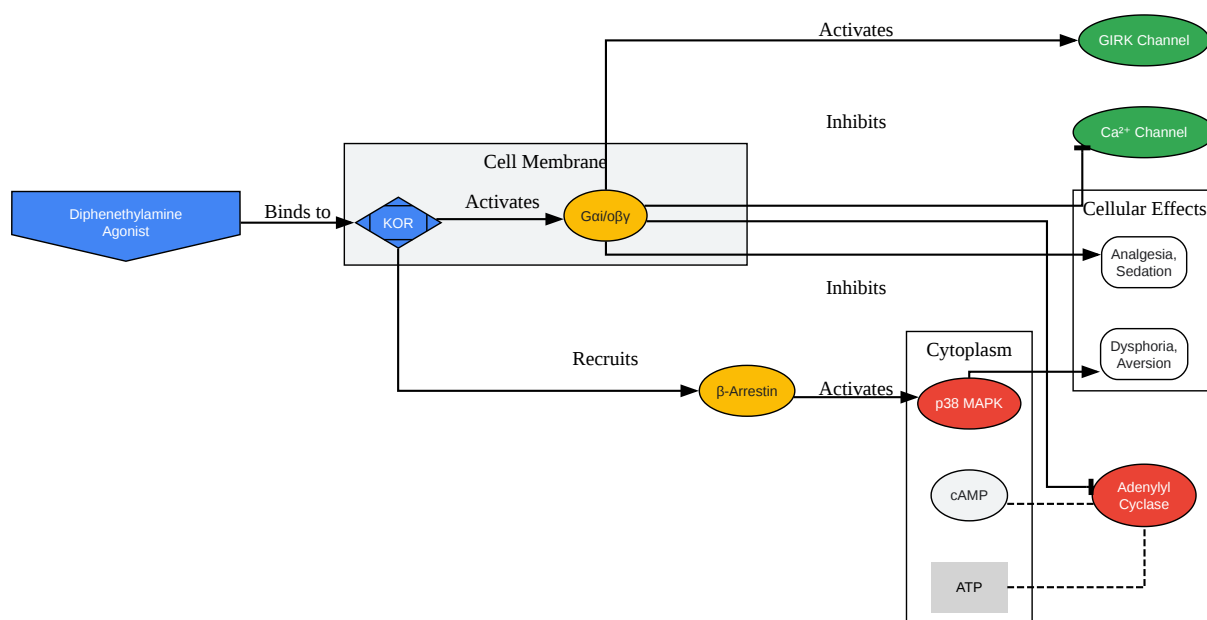 Activates
GIRK Channel
Inhibits
Ca²⁺ Channel
Cell Membrane
Diphenethylamine
Agonist
Binds to
KOR
Activates
Gαi/oβγ
Cellular Effects
Analgesia,
Sedation
Inhibits
Dysphoria,
Aversion
Recruits
β-Arrestin
Activates
Cytoplasm
p38 MAPK
cAMP
Adenylyl
Cyclase
ATP